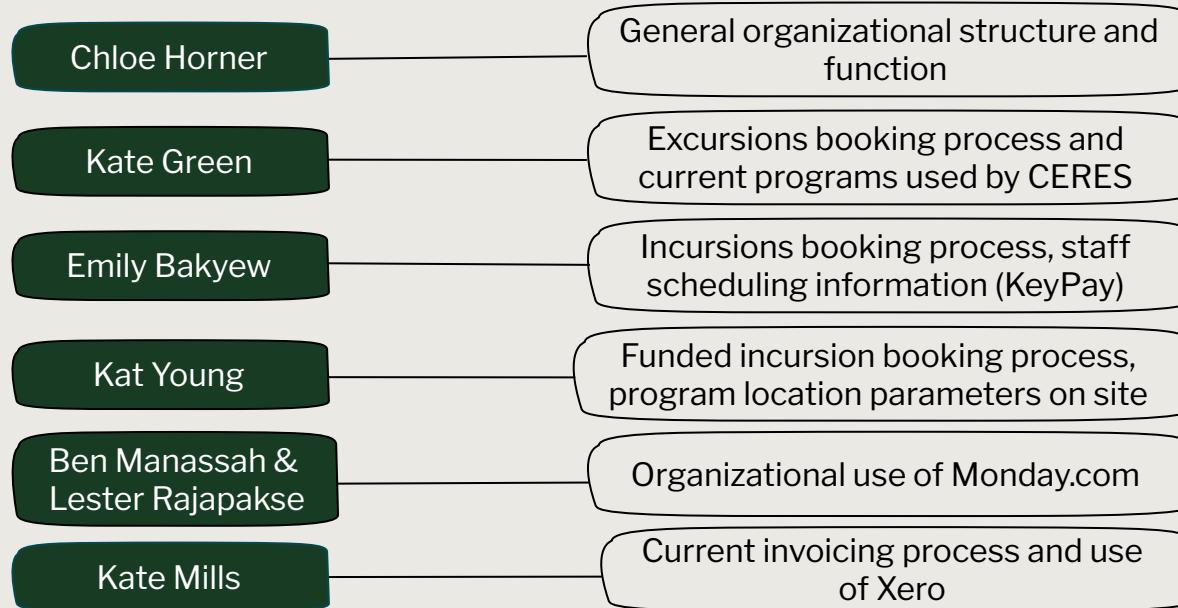 Chloe Horner
General organizational structure and
function
Kate Green
Excursions booking process and
current programs used by CERES
Emily Bakyew
Incursions booking process, staff
scheduling information (KeyPay)
Kat Young
Funded incursion booking process,
program location parameters on site
Ben Manassah &
Lester Rajapakse
Organizational use of Monday.com
Kate Mills
Current invoicing process and use
of Xero